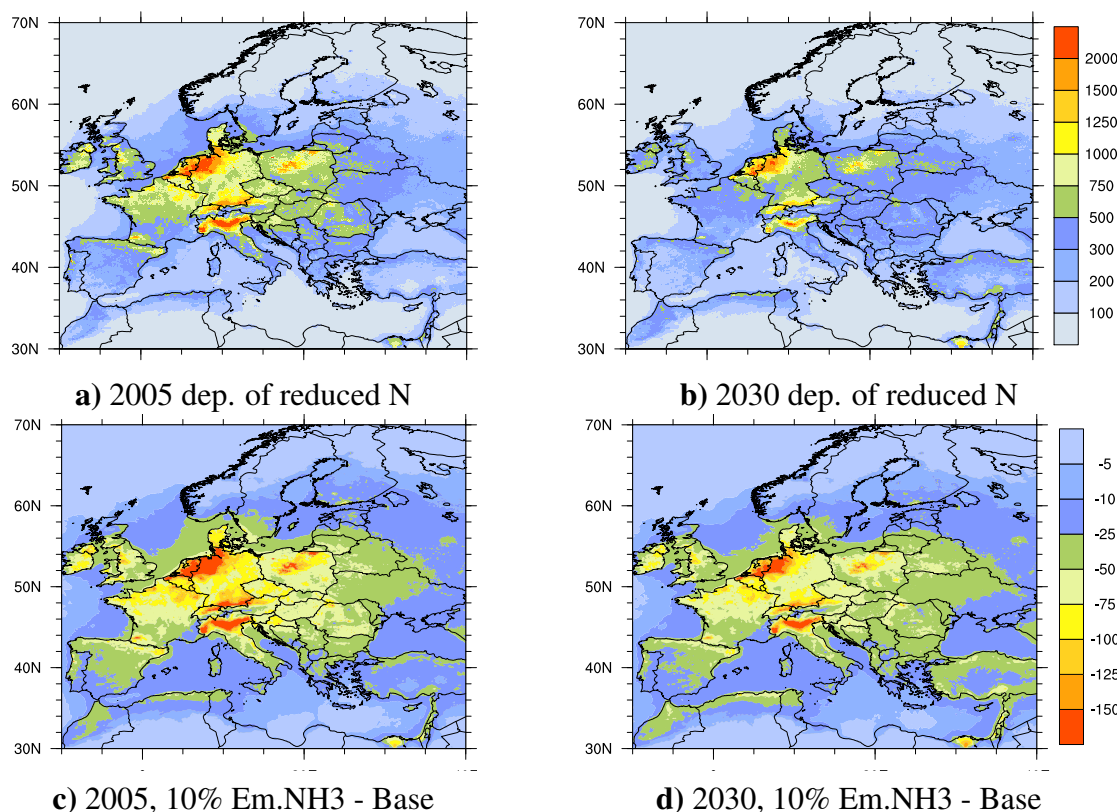 70N
60N
50N
40N
30N
a) 2005 dep. of reduced N
70N
60N
50N
40N
30N
b) 2030 dep. of reduced N
2000
1500
1250
1000
750
500
300
200
100
70N
60N
50N
40N
30N
c) 2005, 10% Em.NH3 - Base
70N
60N
50N
40N
30N
d) 2030, 10% Em.NH3 - Base
-5
-10
-25
-50
-75
-100
-125
-150